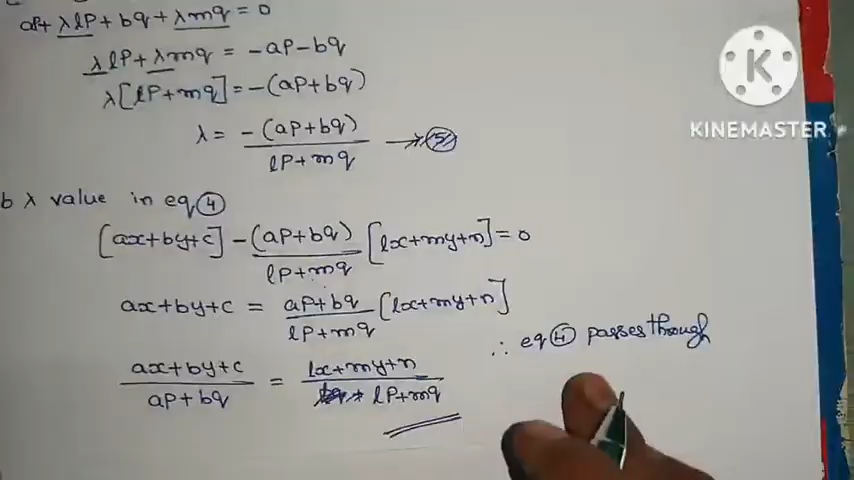 ap+ λlp + bq + λmq = 0
λlp + λmq = -ap - bq
λ[lp+mq] = -(ap+bq)
λ = -(ap+bq) / lp+mq → (5)
b λ value in eq (4)
[ax+by+c] - (ap+bq) / lp+mq [lx+my+n] = 0
ax+by+c = ap+bq / lp+mq [lx+my+n]
ax+by+c / ap+bq = lx+my+n / lp+mq
∴ eq (4) passes through
K
KINEMASTER